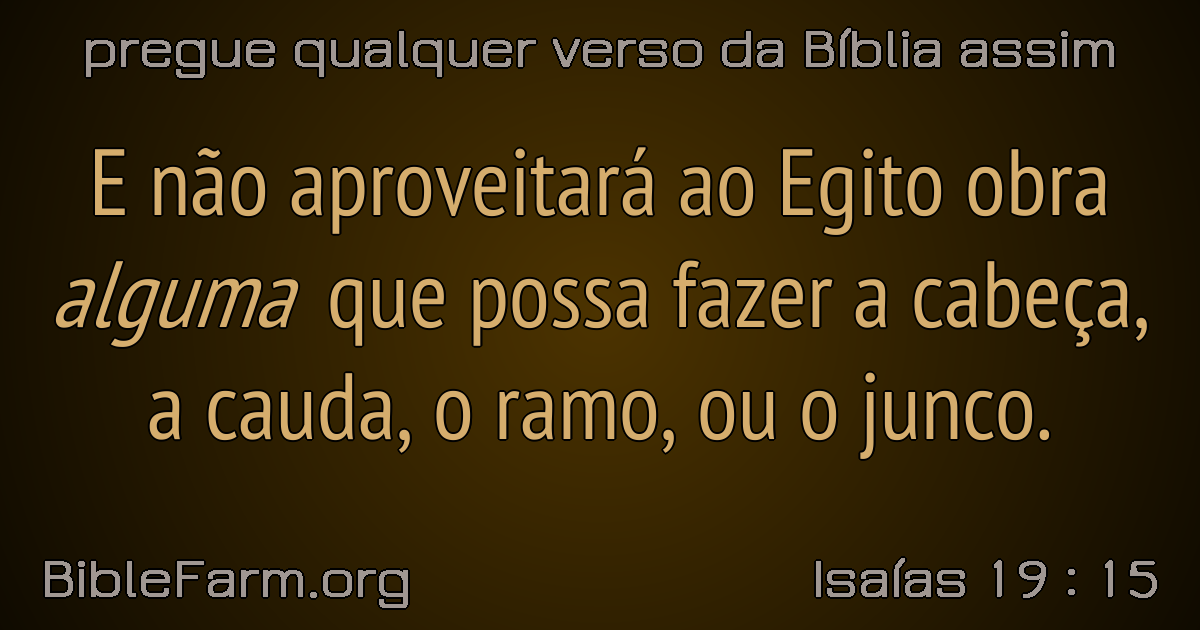 pregue qualquer verso da Bíblia assim
E não aproveitará ao Egito obra
alguma que possa fazer a cabeça,
a cauda, o ramo, ou o junco.
BibleFarm.org
Isaías 19 : 15